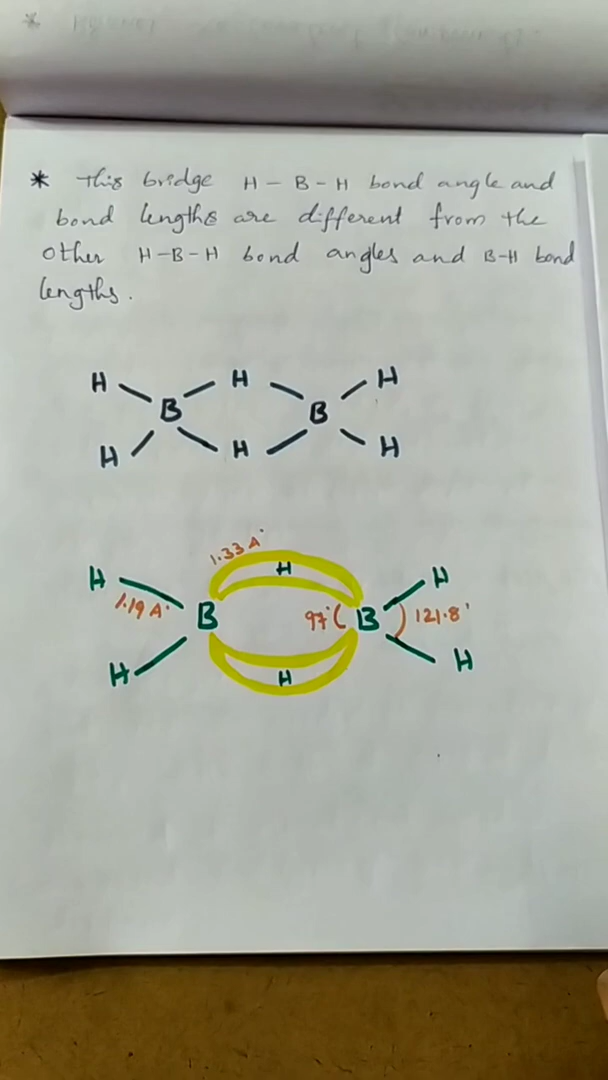 * This bridge H - B - H bond angle and
bond lengths are different from the
other H-B-H bond angles and B-H bond
lengths.
H H H
B B
H H H
1.33 A°
H H H
1.19 A° B 97° B 121.8°
H H H